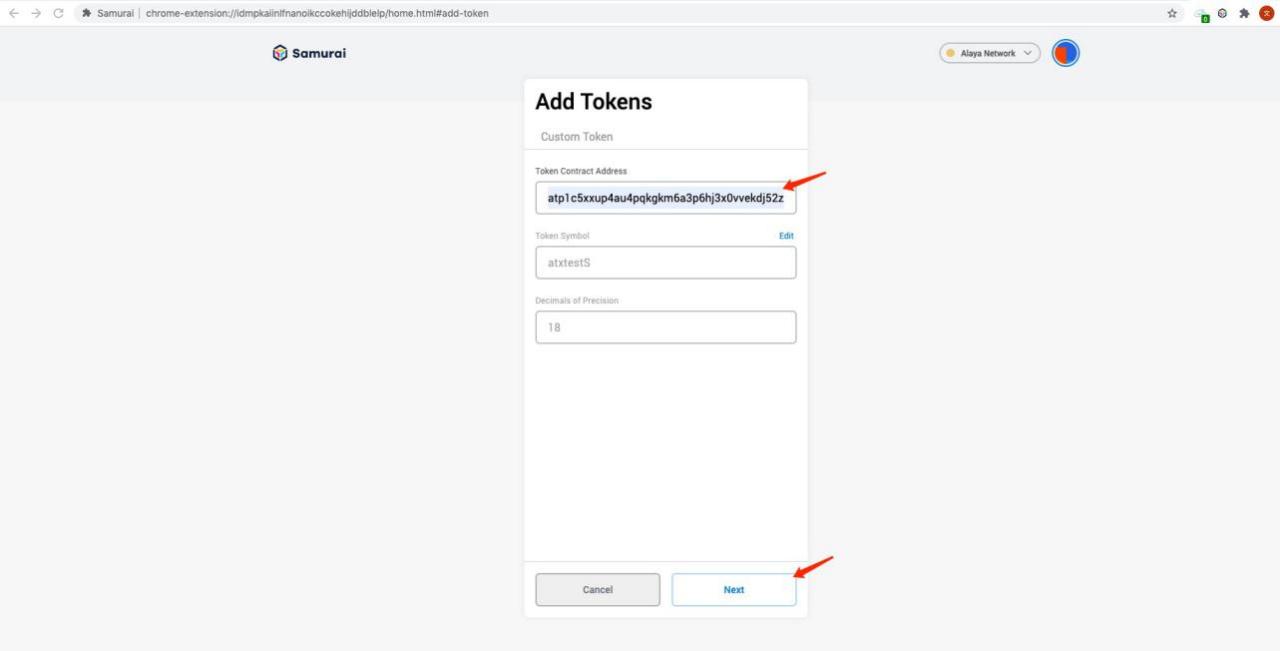 Samurai | chrome-extension://idmpkaiinlfnanoikccokehijddblelp/home.html#add-token
Samurai
Alaya Network
Add Tokens
Custom Token
Token Contract Address
atp1c5xxup4au4pqkgkm6a3p6hj3x0vvekdj52z
Token Symbol
Edit
atxtestS
Decimals of Precision
18
Cancel
Next